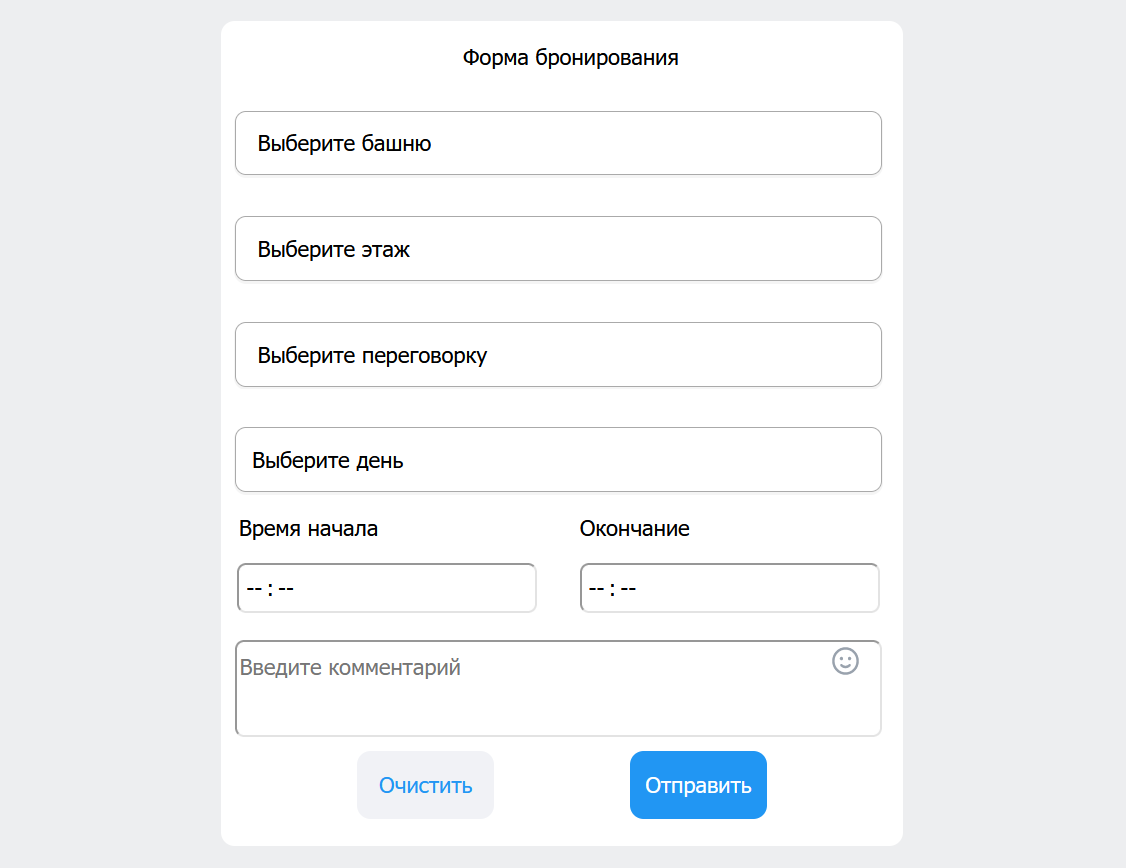 Форма бронирования
Выберите башню
Выберите этаж
Выберите переговорку
Выберите день
Время начала
Окончание
-- : --
-- : --
Введите комментарий
Очистить
Отправить